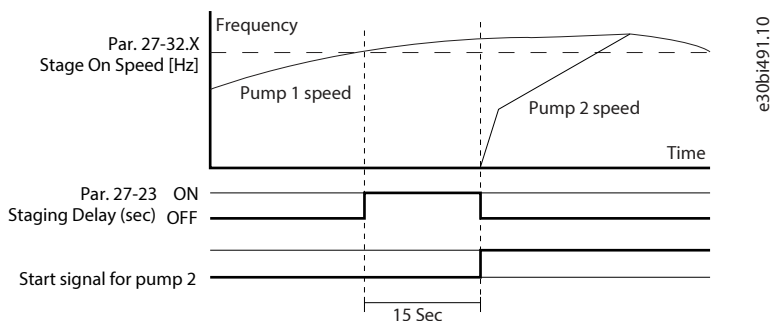 Frequency
Par. 27-32.X
Stage On Speed [Hz]
Pump 1 speed
Pump 2 speed
Time
Par. 27-23 ON
Staging Delay (sec) OFF
Start signal for pump 2
15 Sec
e30bi491.10